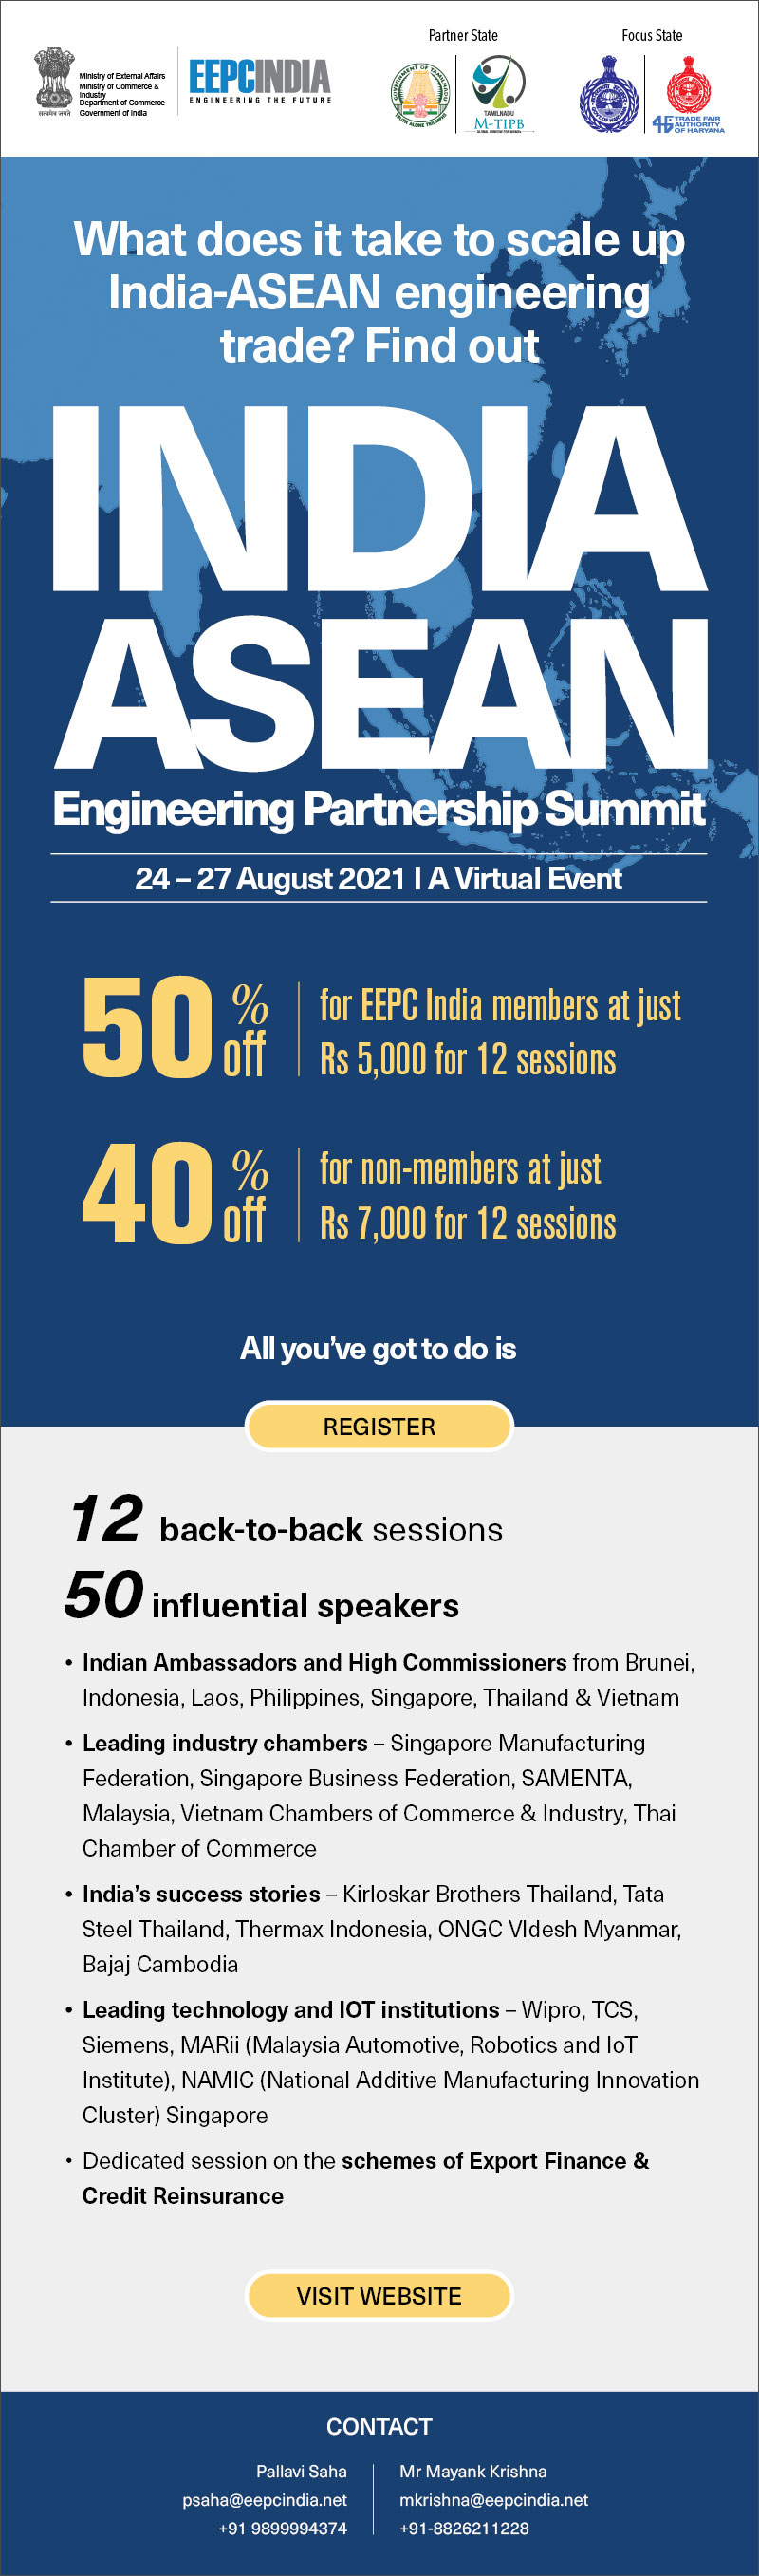 Partner State
Focus State
Ministry of External Affairs
Ministry of Commerce &
Industry
Department of Commerce
Government of India
सत्यमेव जयते
EEPCINDIA
ENGINEERING THE FUTURE
GOVERNMENT OF TAMILNADU
TRUTH ALONE TRIUMPHS
TAMILNADU
M-TIPB
TRADE FAIR
AUTHORITY
OF HARYANA
What does it take to scale up
India-ASEAN engineering
trade? Find out
INDIA
ASEAN
Engineering Partnership Summit
24 – 27 August 2021 I A Virtual Event
50% off
for EEPC India members at just
Rs 5,000 for 12 sessions
40% off
for non-members at just
Rs 7,000 for 12 sessions
All you’ve got to do is
REGISTER
12 back-to-back sessions
50 influential speakers
• Indian Ambassadors and High Commissioners from Brunei,
Indonesia, Laos, Philippines, Singapore, Thailand & Vietnam
• Leading industry chambers – Singapore Manufacturing
Federation, Singapore Business Federation, SAMENTA,
Malaysia, Vietnam Chambers of Commerce & Industry, Thai
Chamber of Commerce
• India’s success stories – Kirloskar Brothers Thailand, Tata
Steel Thailand, Thermax Indonesia, ONGC VIdesh Myanmar,
Bajaj Cambodia
• Leading technology and IOT institutions – Wipro, TCS,
Siemens, MARii (Malaysia Automotive, Robotics and IoT
Institute), NAMIC (National Additive Manufacturing Innovation
Cluster) Singapore
• Dedicated session on the schemes of Export Finance &
Credit Reinsurance
VISIT WEBSITE
CONTACT
Pallavi Saha
psaha@eepcindia.net
+91 9899994374
Mr Mayank Krishna
mkrishna@eepcindia.net
+91-8826211228